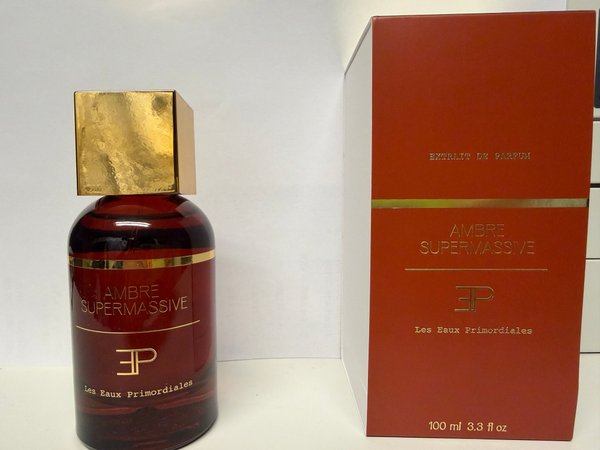 AMBRE
SUPERMASSIVE
EP
Les Eaux Primordiales
EXTRAIT DE PARFUM
AMBRE
SUPERMASSIVE
EP
Les Eaux Primordiales
100 ml 3.3 fl oz